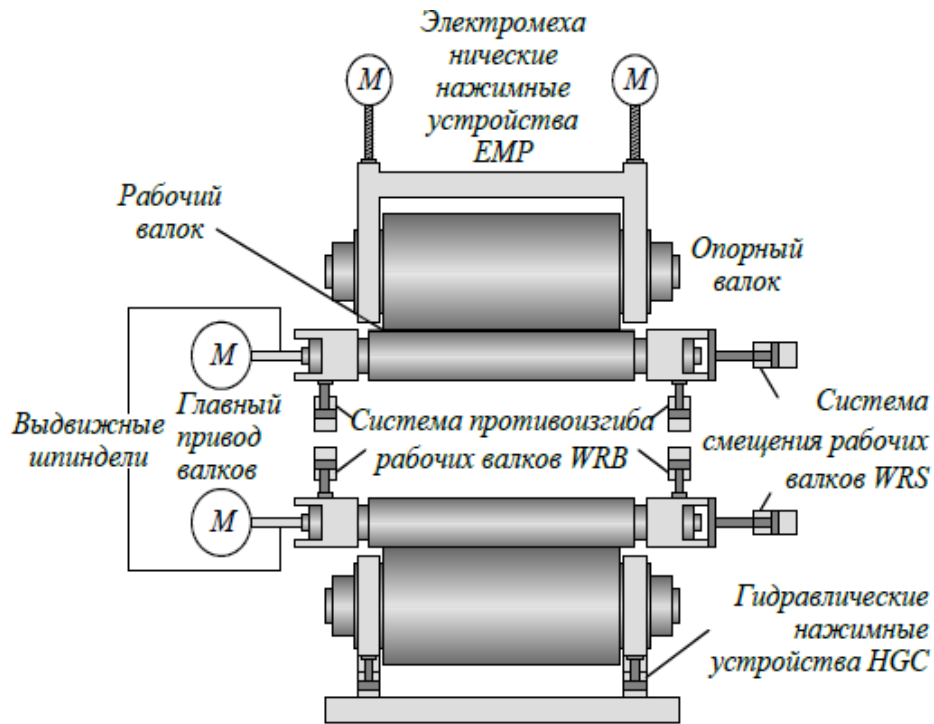 Электромеха
нические
нажимные
устройства
EMP
M
M
Рабочий
валок
Опорный
валок
M
Выдвижные
шпиндели
Главный
привод
валков
Система противоизгиба
рабочих валков WRB
Система
смещения рабочих
валков WRS
M
Гидравлические
нажимные
устройства HGC